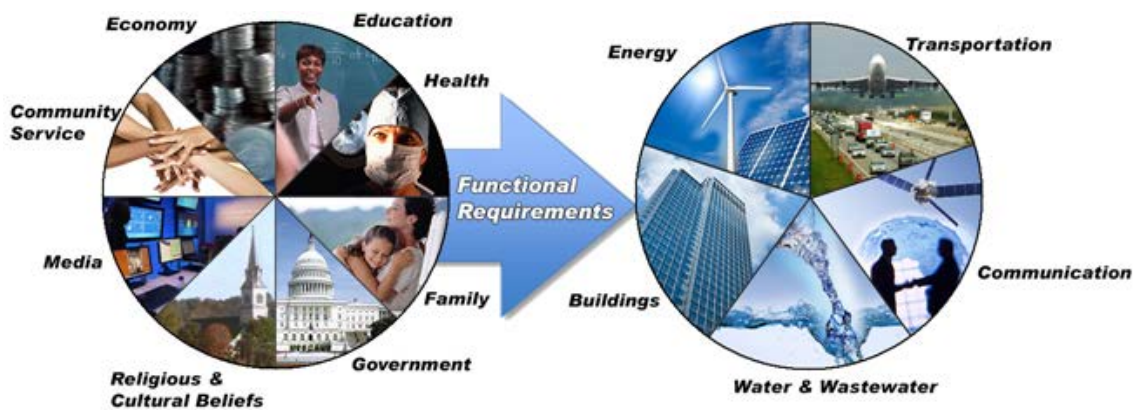 Economy
Education
Health
Community
Service
Media
Religious &
Cultural Beliefs
Government
Family
Functional
Requirements
Energy
Transportation
Buildings
Communication
Water & Wastewater